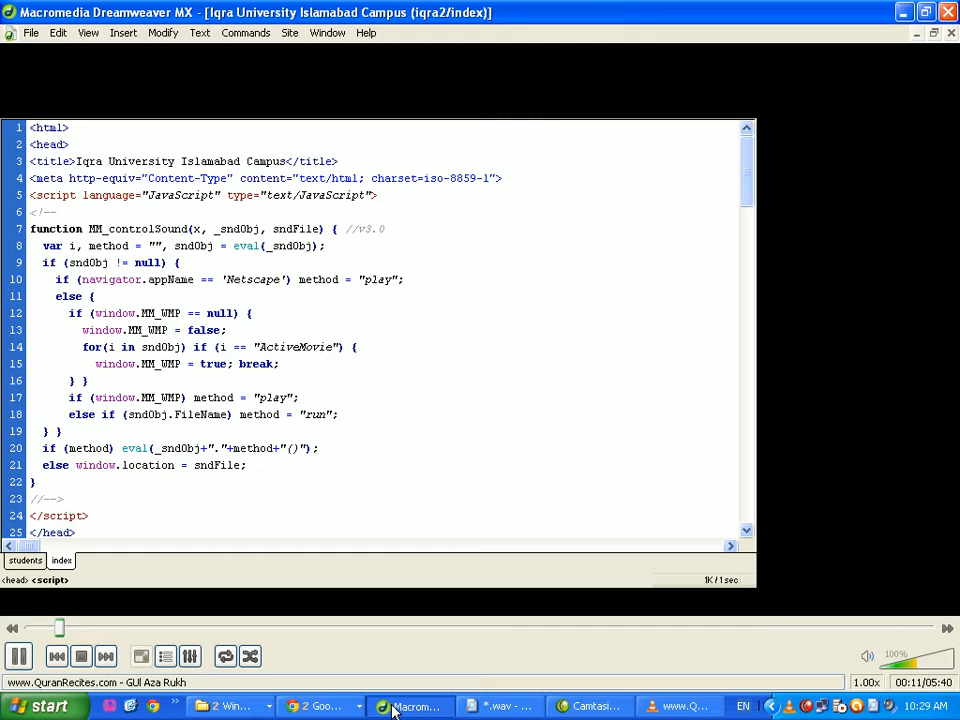 Macromedia Dreamweaver MX - [Iqra University Islamabad Campus (iqra2/index)]
File Edit View Insert Modify Text Commands Site Window Help
1 <html>
2 <head>
3 <title>Iqra University Islamabad Campus</title>
4 <meta http-equiv="Content-Type" content="text/html; charset=iso-8859-1">
5 <script language="JavaScript" type="text/JavaScript">
6 <!--
7 function MM_controlSound(x, _sndObj, sndFile) { //v3.0
8 var i, method = "", sndObj = eval(_sndObj);
9 if (sndObj != null) {
10 if (navigator.appName == 'Netscape') method = "play";
11 else {
12 if (window.MM_WMP == null) {
13 window.MM_WMP = false;
14 for(i in sndObj) if (i == "ActiveMovie") {
15 window.MM_WMP = true; break;
16 } }
17 if (window.MM_WMP) method = "play";
18 else if (sndObj.FileName) method = "run";
19 } }
20 if (method) eval(_sndObj+"."+method+"()");
21 else window.location = sndFile;
22 }
23 //-->
24 </script>
25 </head>
students index
<head> <script> 1K / 1 sec
100%
www.QuranRecites.com - GUl Aza Rukh 1.00x 00:11/05:40
start 2 Win... 2 Goo... Macrom... *.wav - ... Camtasi... www.Q... EN 10:29 AM